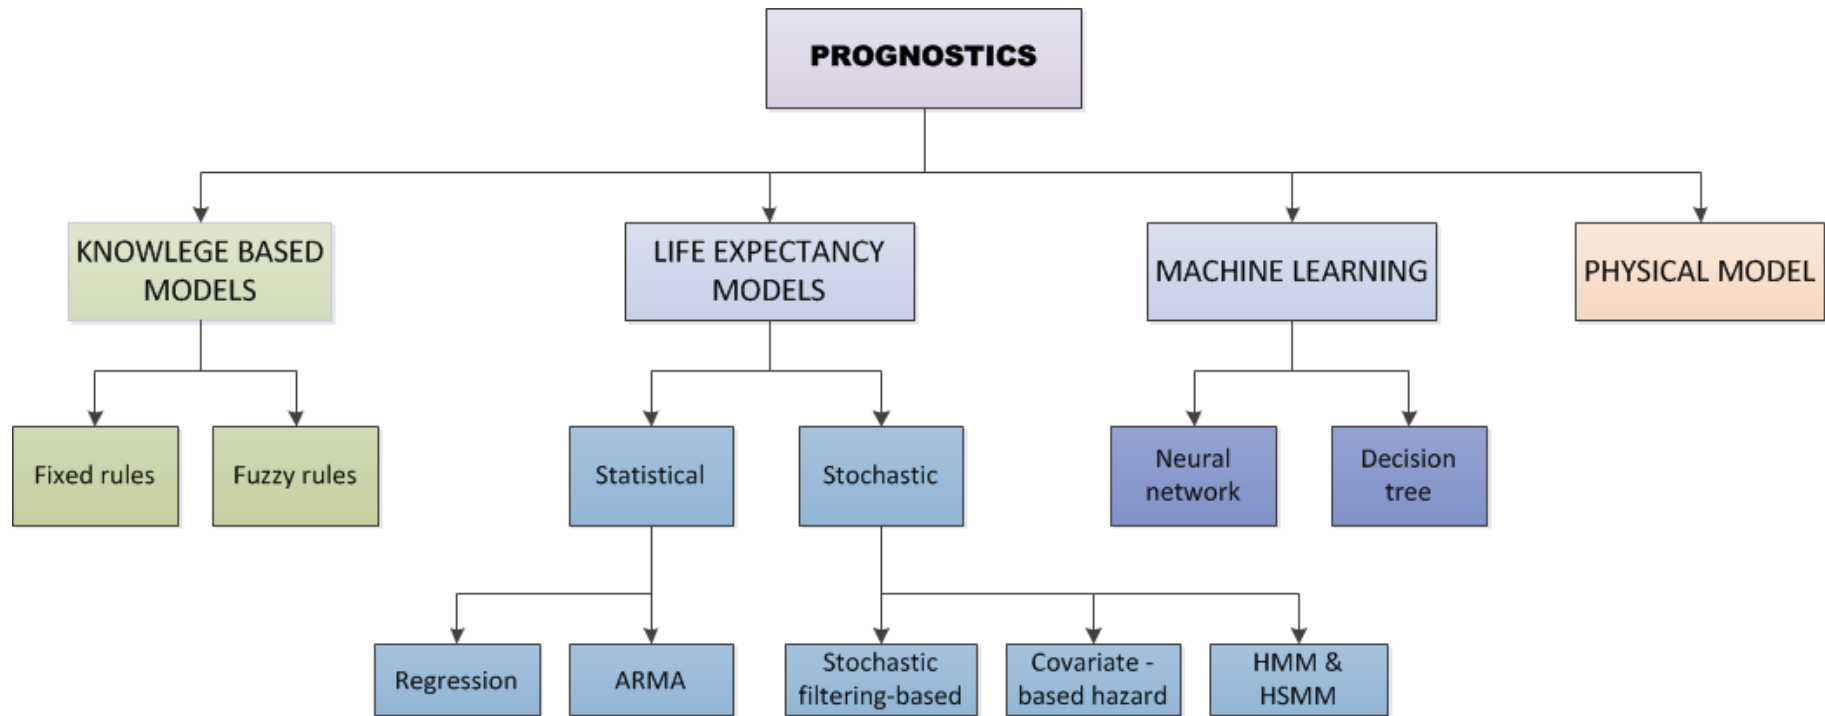 PROGNOSTICS
KNOWLEGE BASED
MODELS
LIFE EXPECTANCY
MODELS
MACHINE LEARNING
PHYSICAL MODEL
Fixed rules
Fuzzy rules
Statistical
Stochastic
Neural
network
Decision
tree
Regression
ARMA
Stochastic
filtering-based
Covariate -
based hazard
HMM &
HSMM